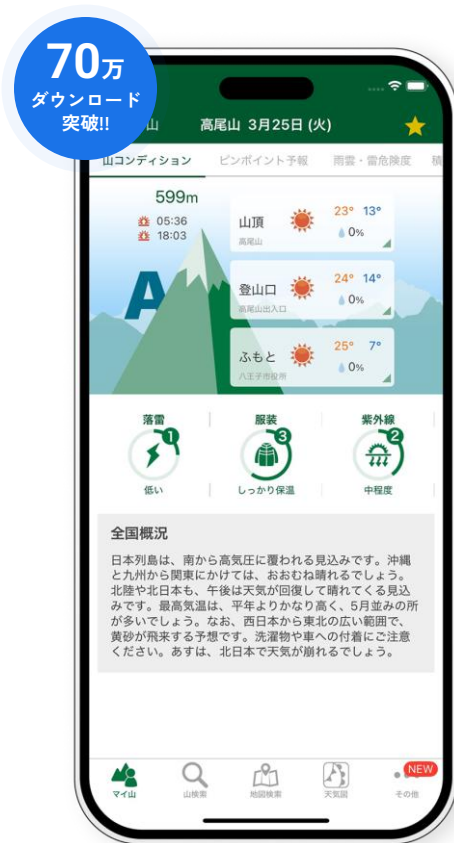 70万
ダウンロード
突破!!
山
高尾山 3月25日 (火)
山コンディション
ピンポイント予報
雨雲・雷危険度
積
599m
05:36
18:03
A
山頂
高尾山
23° 13°
0%
登山口
高尾山出入口
24° 14°
0%
ふもと
八王子市役所
25° 7°
0%
落雷
1
低い
服装
3
しっかり保温
紫外線
2
中程度
全国概況
日本列島は、南から高気圧に覆われる見込みです。沖縄
と九州から関東にかけては、おおむね晴れるでしょう。
北陸や北日本も、午後は天気が回復して晴れてくる見込
みです。最高気温は、平年よりかなり高く、5月並みの所
が多いでしょう。なお、西日本から東北の広い範囲で、
黄砂が飛来する予想です。洗濯物や車への付着にご注意
ください。あすは、北日本で天気が崩れるでしょう。
マイ山
山検索
地図検索
天気図
NEW
その他